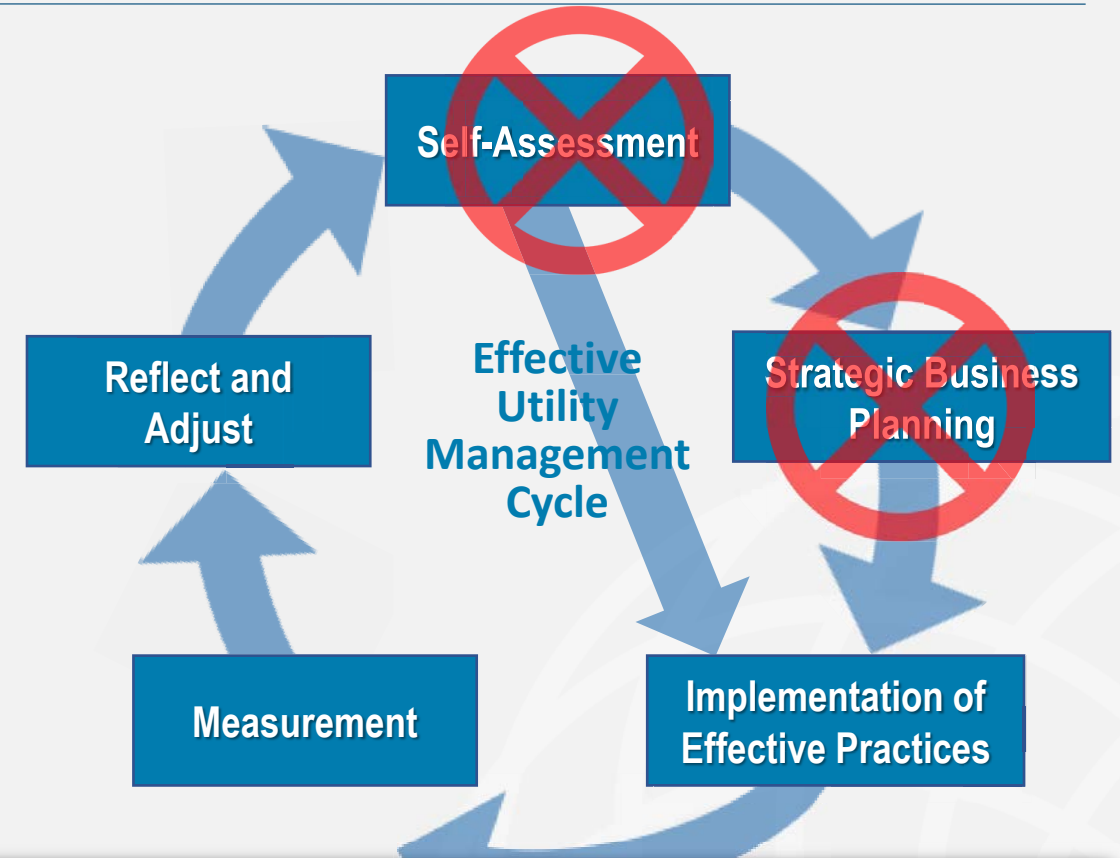 Self-Assessment
Strategic Business
Planning
Implementation of
Effective Practices
Measurement
Reflect and
Adjust
Effective
Utility
Management
Cycle